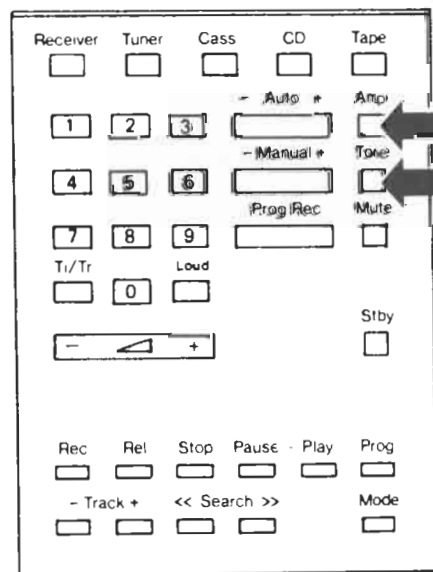 Receiver Tuner Cass CD Tape
- Auto + Ampl
1 2 3
- Manual + Tone
4 5 6
Prog Rec Mute
7 8 9
Ti/Tr 0 Loud
Stby
- +
Rec Rel Stop Pause - Play Prog
- Track + << Search >> Mode